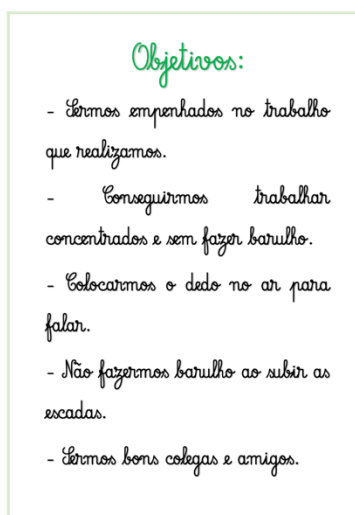 Objetivos:
- Sermos empenhados no trabalho
que realizamos.
- Conseguirmos trabalhar
concentrados e sem fazer barulho.
- Colocarmos o dedo no ar para
falar.
- Não fazermos barulho ao subir as
escadas.
- Sermos bons colegas e amigos.